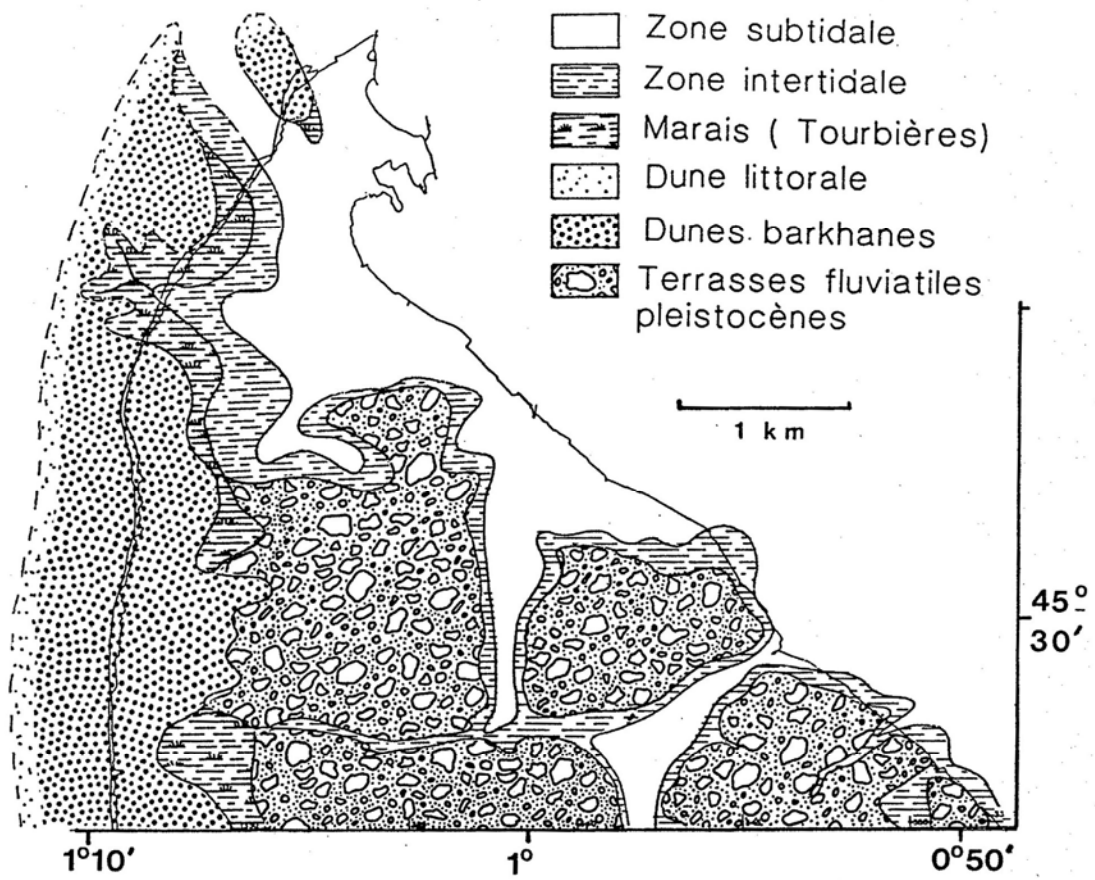 Zone subtidale
Zone intertidale
Marais ( Tourbières)
Dune littorale
Dunes barkhanes
Terrasses fluviatiles
pleistocènes
1 km
45°
30'
1°10'
1°
0°50'